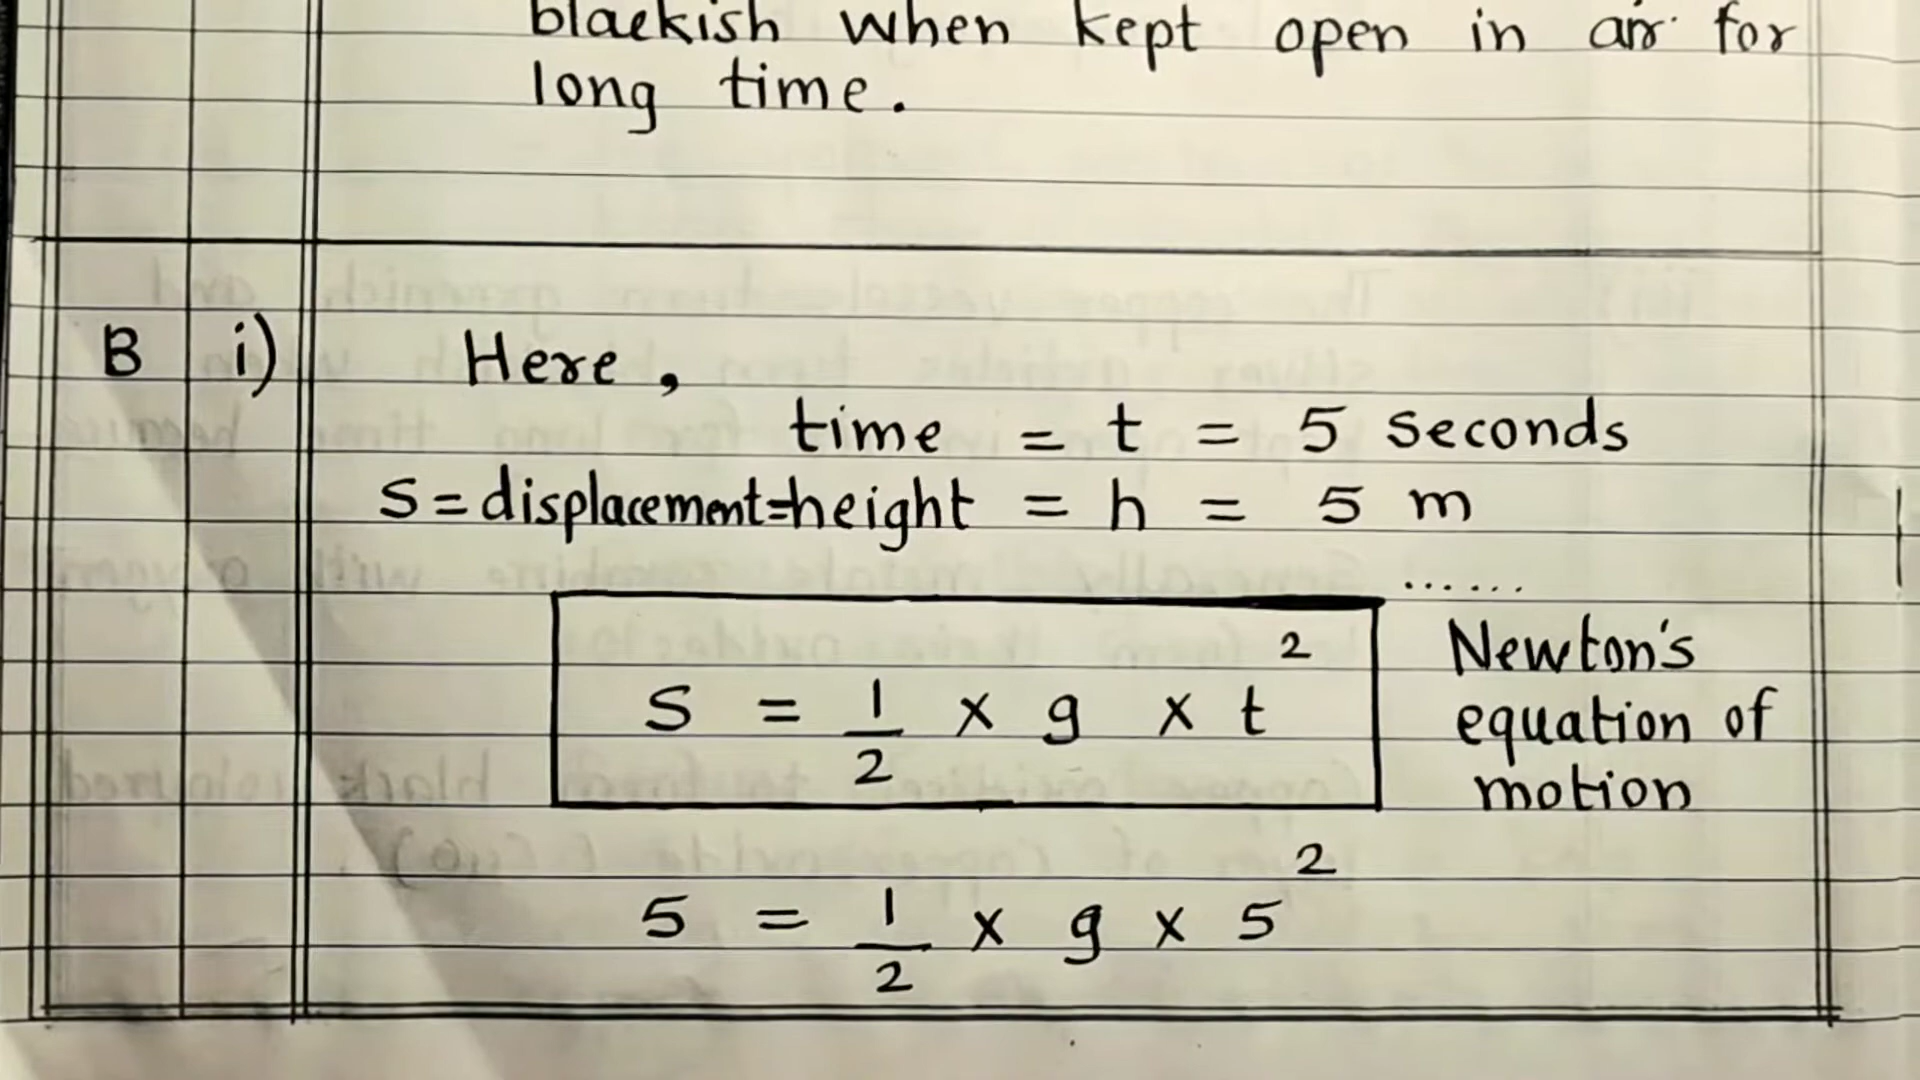 blackish when kept open in air for
long time.
B i) Here,
time = t = 5 seconds
S = displacement = height = h = 5 m
......
S = 1/2 x g x t² Newton's equation of motion
5 = 1/2 x g x 5²